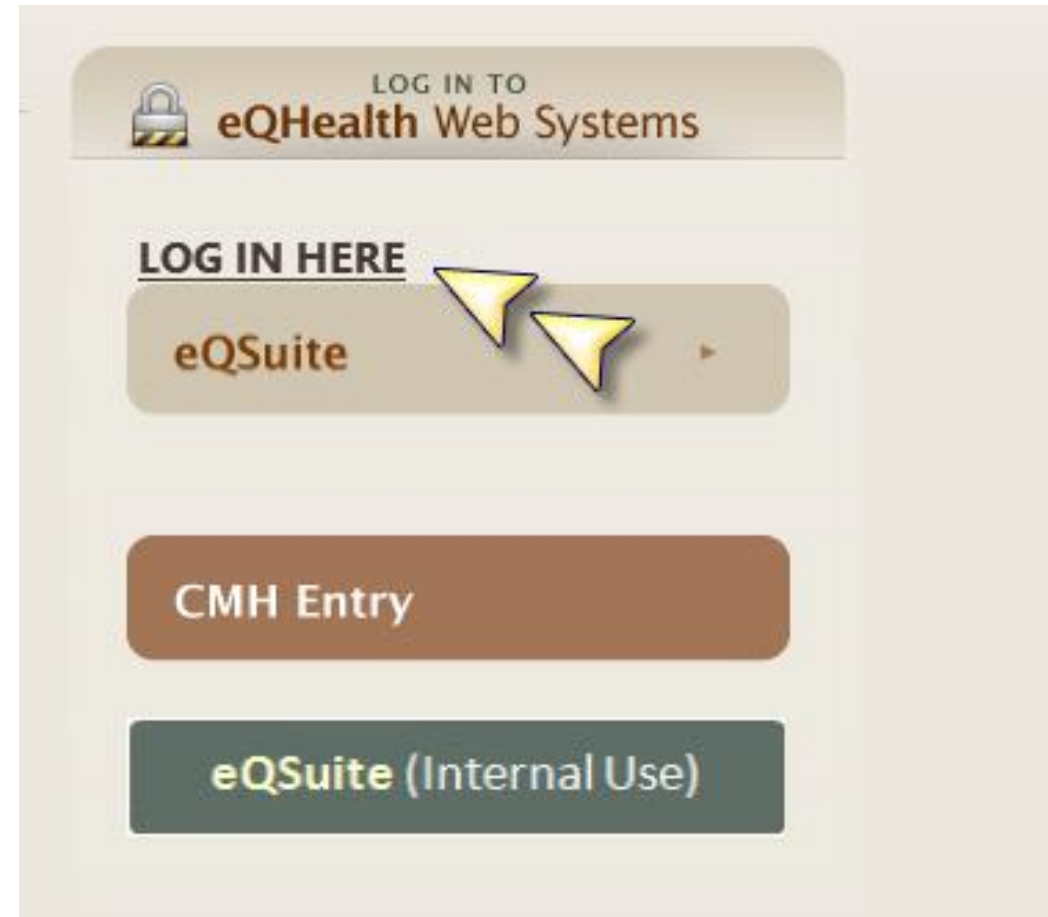 LOG IN TO
eQHealth Web Systems
LOG IN HERE
eQSuite
CMH Entry
eQSuite (Internal Use)